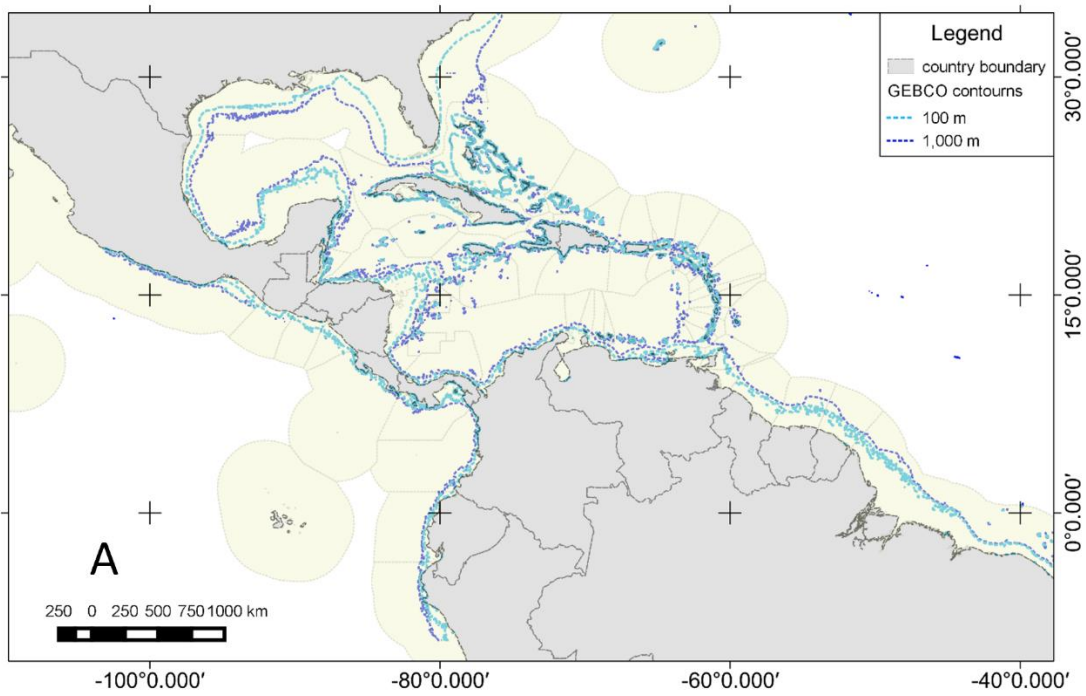 Legend
country boundary
GEBCO contourns
100 m
1,000 m
30°0.000′
15°0.000′
0°0.000′
A
250 0 250 500 750 1000 km
-100°0.000′ -80°0.000′ -60°0.000′ -40°0.000′